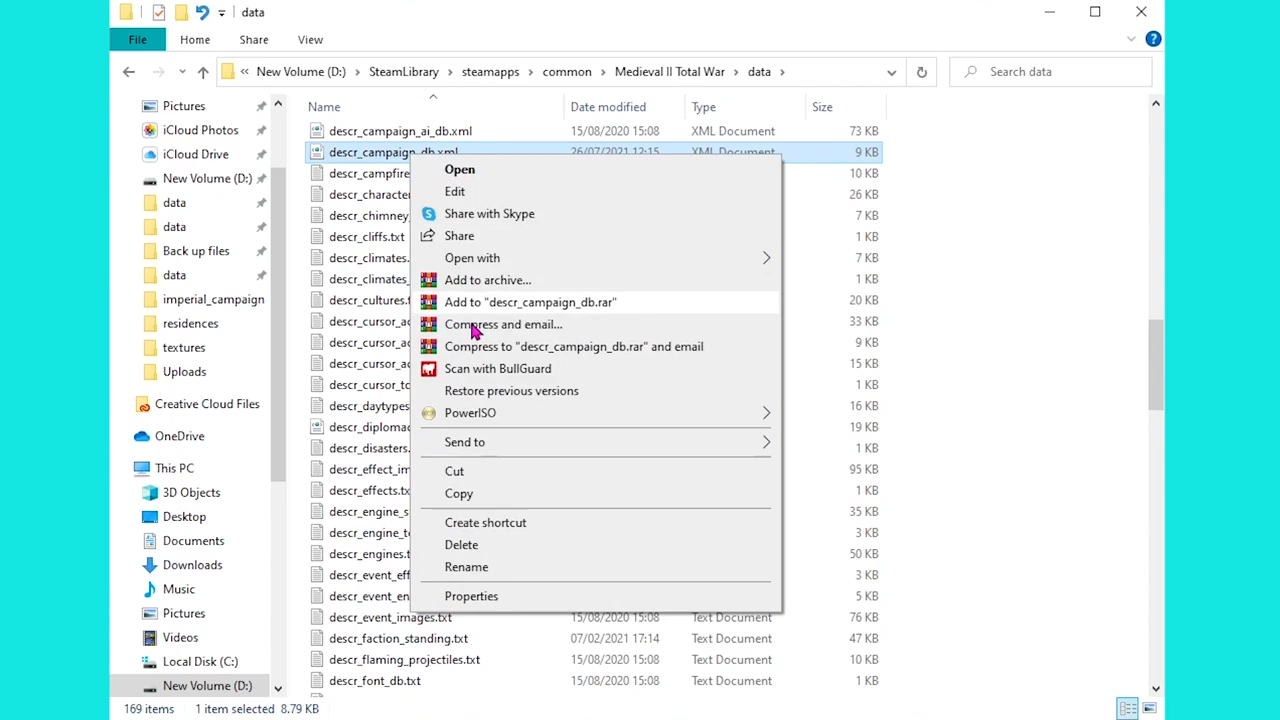 data
File Home Share View
« New Volume (D:) SteamLibrary steamapps common Medieval II Total War data
Search data
Name Date modified Type Size
Pictures
iCloud Photos
iCloud Drive
New Volume (D:)
data
data
Back up files
data
imperial_campaign
residences
textures
Uploads
Creative Cloud Files
OneDrive
This PC
3D Objects
Desktop
Documents
Downloads
Music
Pictures
Videos
Local Disk (C:)
New Volume (D:)
descr_campaign_ai_db.xml 15/08/2020 15:08 XML Document 73 KB
descr_campaign_db.xml 26/07/2021 12:15 XML Document 9 KB
descr_campfire 10 KB
descr_character 26 KB
descr_chimney_ 7 KB
descr_cliffs.txt 1 KB
descr_climates. 7 KB
descr_climates_ 1 KB
descr_cultures.t 20 KB
descr_cursor_ac 33 KB
descr_cursor_ac 9 KB
descr_cursor_ac 15 KB
descr_cursor_to 1 KB
descr_daytypes 16 KB
descr_diplomac 19 KB
descr_disasters. 1 KB
descr_effect_im 95 KB
descr_effects.tx 1 KB
descr_engine_s 35 KB
descr_engine_t 1 KB
descr_engines.t 50 KB
descr_event_eff 3 KB
descr_event_en 5 KB
descr_event_images.txt 15/08/2020 15:08 Text Document 76 KB
descr_faction_standing.txt 07/02/2021 17:14 Text Document 47 KB
descr_flaming_projectiles.txt 15/08/2020 15:08 Text Document 10 KB
descr_font_db.txt 15/08/2020 15:08 Text Document 1 KB
Open
Edit
Share with Skype
Share
Open with
Add to archive...
Add to "descr_campaign_db.rar"
Compress and email...
Compress to "descr_campaign_db.rar" and email
Scan with BullGuard
Restore previous versions
PowerISO
Send to
Cut
Copy
Create shortcut
Delete
Rename
Properties
169 items 1 item selected 8.79 KB